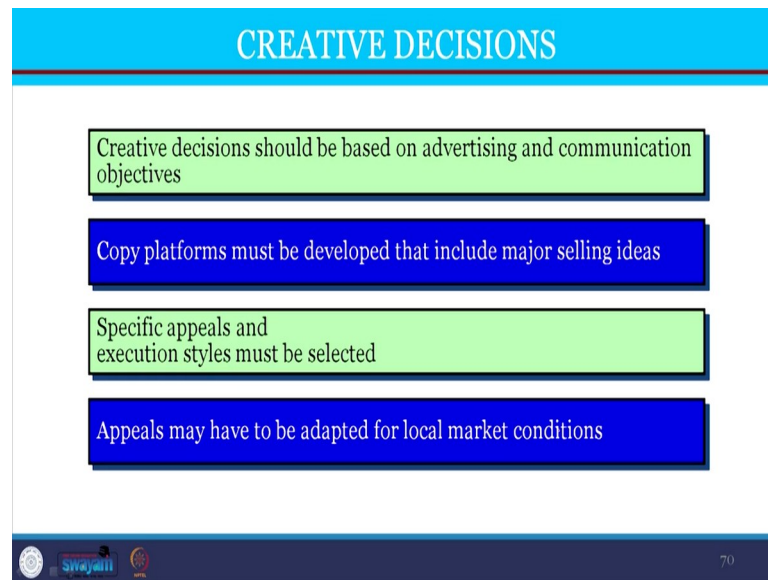 CREATIVE DECISIONS
Creative decisions should be based on advertising and communication
objectives
Copy platforms must be developed that include major selling ideas
Specific appeals and
execution styles must be selected
Appeals may have to be adapted for local market conditions
swayam
70